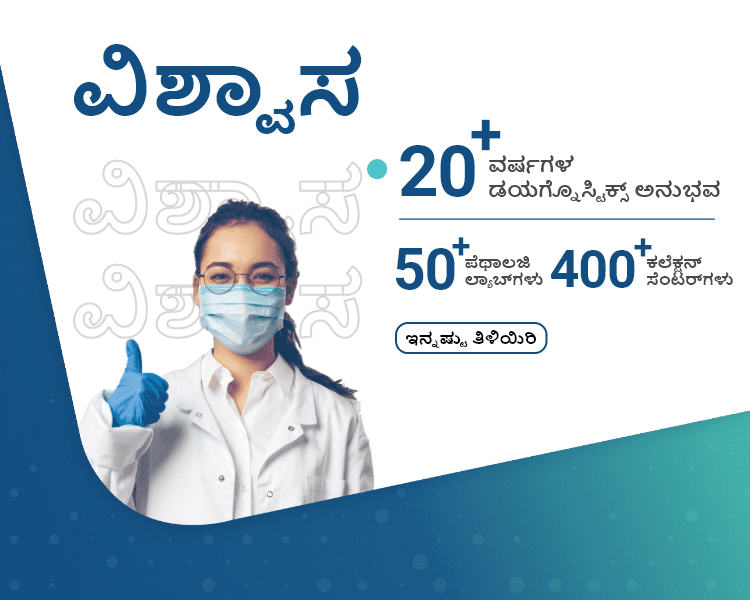 ವಿಶ್ವಾಸ
ವಿಶ್ವಾಸ
ವಿಶ್ವಾಸ
20+ ವರ್ಷಗಳ
ಡಯಗ್ನೊಸ್ಟಿಕ್ಸ್ ಅನುಭವ
50+ ಪೆಥಾಲಜಿ
ಲ್ಯಾಬ್‌ಗಳು
400+ ಕಲೆಕ್ಷನ್
ಸೆಂಟರ್‌ಗಳು
ಇನ್ನಷ್ಟು ತಿಳಿಯಿರಿ